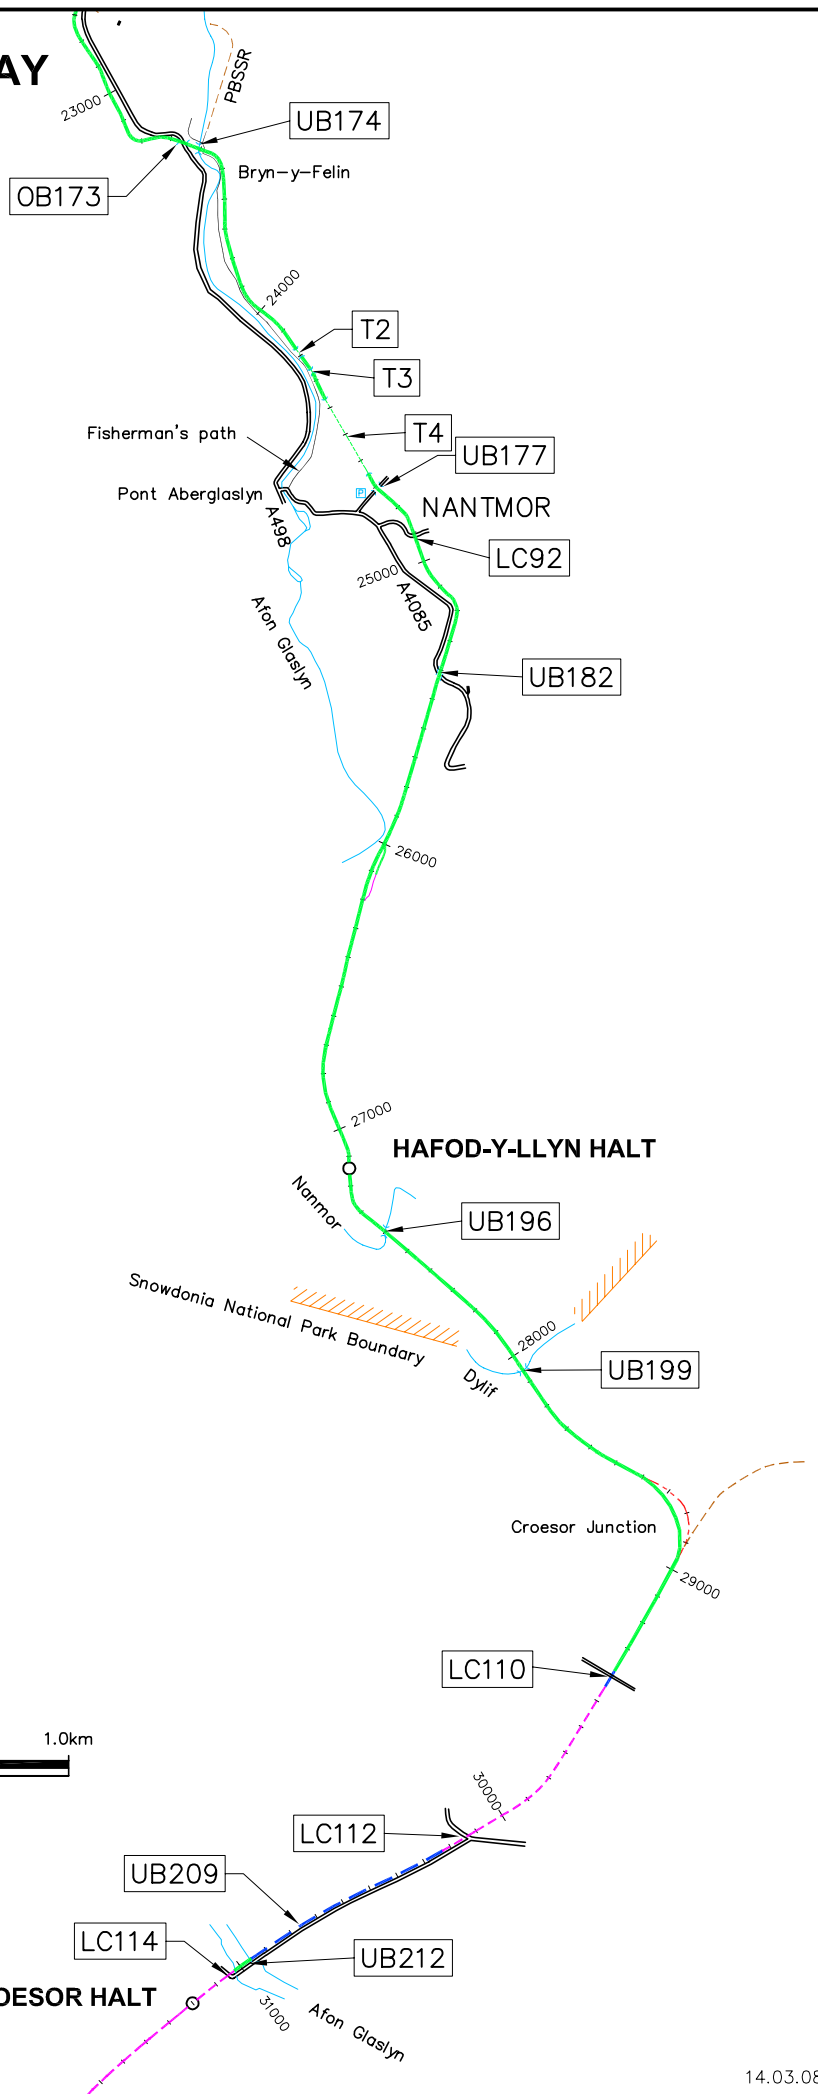 AY
PBSSR
23000
UB174
OB173
Bryn-y-Felin
24000
T2
T3
Fisherman's path
T4
UB177
Pont Aberglaslyn
NANTMOR
A498
LC92
25000
A4085
Afon Glaslyn
UB182
26000
27000
HAFOD-Y-LLYN HALT
Nanmor
UB196
Snowdonia National Park Boundary
28000
UB199
Dylif
Croesor Junction
29000
LC110
1.0km
30000
LC112
UB209
LC114
UB212
OESOR HALT
31000
Afon Glaslyn
14.03.08
P